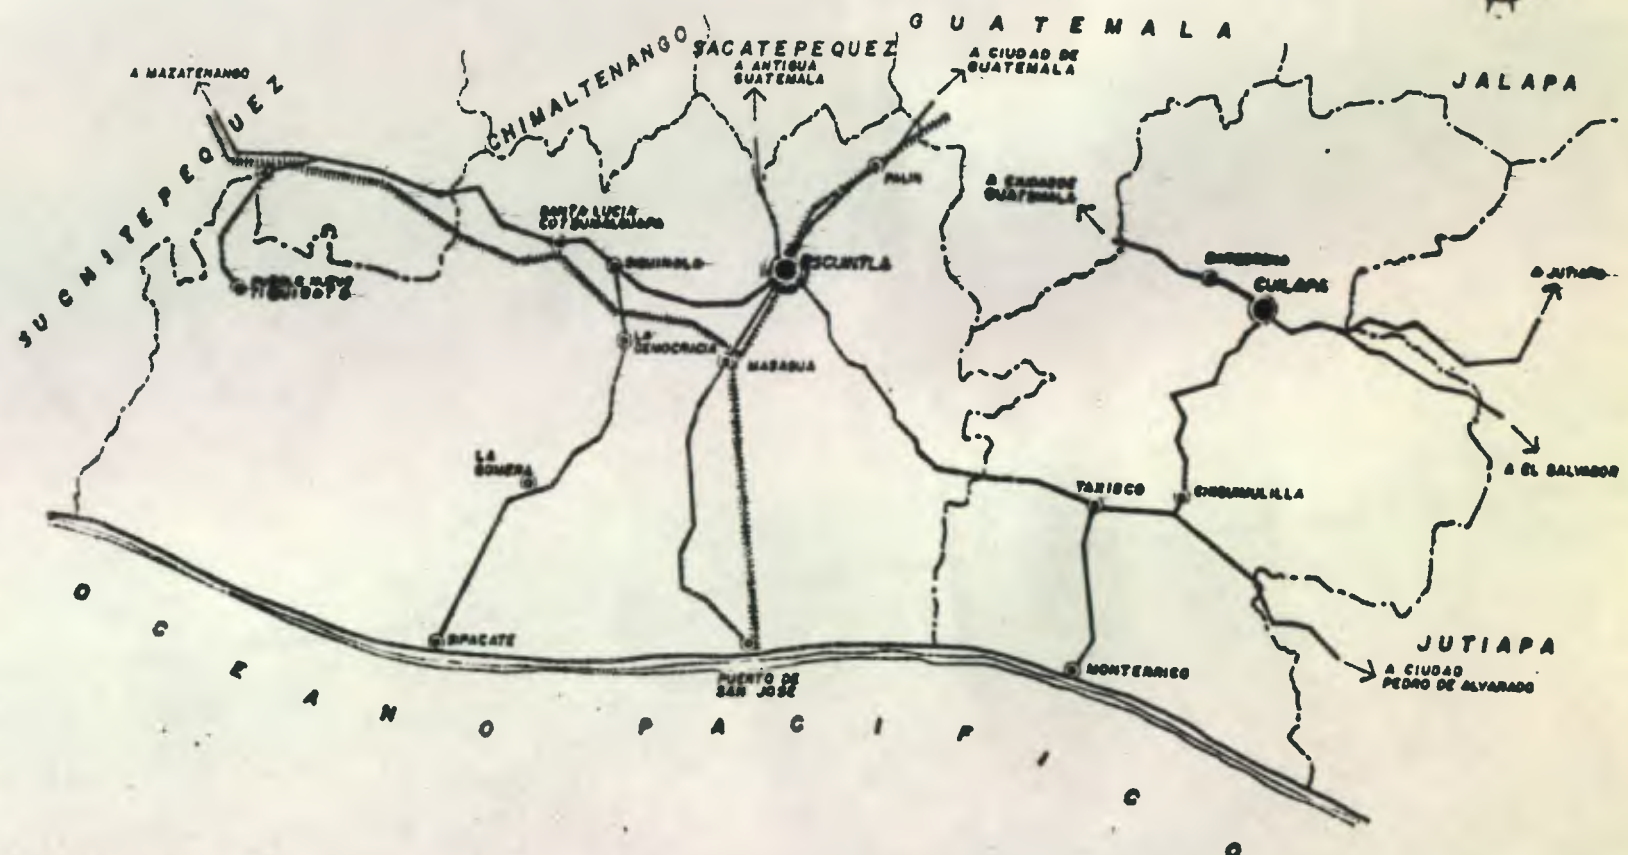 GUATEMALA
SACATEPEQUEZ
CHIMALTENANGO
SUCHITEPEQUEZ
JALAPA
A MAZATENANGO
A ANTIGUA
GUATEMALA
A CIUDAD DE
GUATEMALA
PALIN
A CIUDAD DE
GUATEMALA
SANTA LUCIA
COTZUMALGUAPA
SIQUINALA
ESCUINTLA
CUILAPA
A JUTIAPA
LA
DEMOCRACIA
MASAGUA
LA
GOMERA
TAXISCO
CHIQUIMULILLA
A EL SALVADOR
SIPACATE
PUERTO DE
SAN JOSE
MONTERRICO
JUTIAPA
A CIUDAD
PEDRO DE ALVARADO
OCEANO PACIFICO